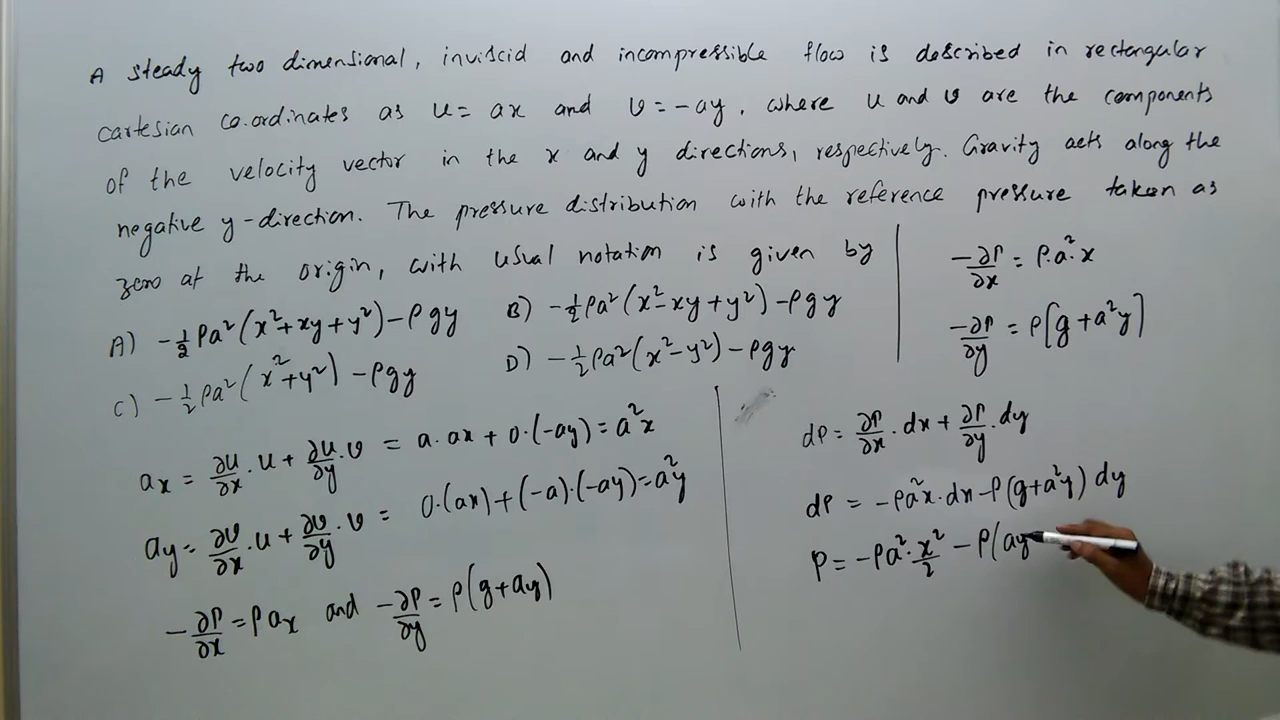 A steady two dimensional, inviscid and incompressible flow is described in rectangular
cartesian co.ordinates as u = ax and v = -ay, where u and v are the components
of the velocity vector in the x and y directions, respectively. Gravity acts along the
negative y-direction. The pressure distribution with the reference pressure taken as
zero at the origin, with usual notation is given by
A) -½ρa²(x²+xy+y²) - ρgy B) -½ρa²(x²-xy+y²) - ρgy
C) -½ρa²(x²+y²) - ρgy D) -½ρa²(x²-y²) - ρgy
ax = ∂u/∂x . u + ∂u/∂y . v = a.ax + 0.(-ay) = a²x
ay = ∂v/∂x . u + ∂v/∂y . v = 0.(ax) + (-a).(-ay) = a²y
-∂P/∂x = ρax and -∂P/∂y = ρ(g+ay)
-∂P/∂x = ρ.a².x
-∂P/∂y = ρ[g+a²y]
dP = ∂P/∂x . dx + ∂P/∂y . dy
dP = -ρa²x.dx - ρ(g+a²y) dy
P = -ρa².x²/2 - ρ(ay